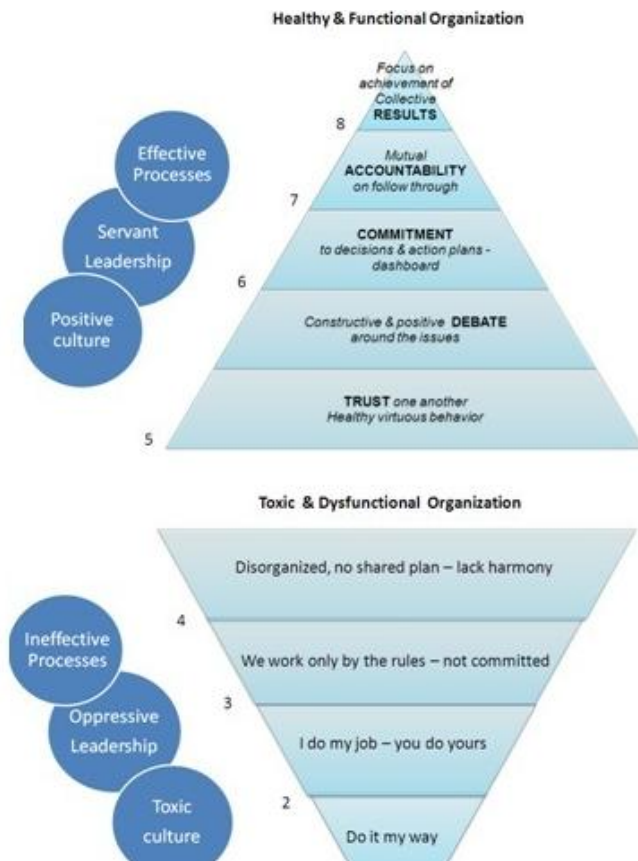 Healthy & Functional Organization
Focus on
achievement of
Collective
RESULTS
8
Mutual
ACCOUNTABILITY
on follow through
7
COMMITMENT
to decisions & action plans -
dashboard
6
Constructive & positive DEBATE
around the issues
TRUST one another
Healthy virtuous behavior
5
Effective
Processes
Servant
Leadership
Positive
culture
Toxic & Dysfunctional Organization
Disorganized, no shared plan – lack harmony
4
We work only by the rules – not committed
3
I do my job – you do yours
2
Do it my way
Ineffective
Processes
Oppressive
Leadership
Toxic
culture